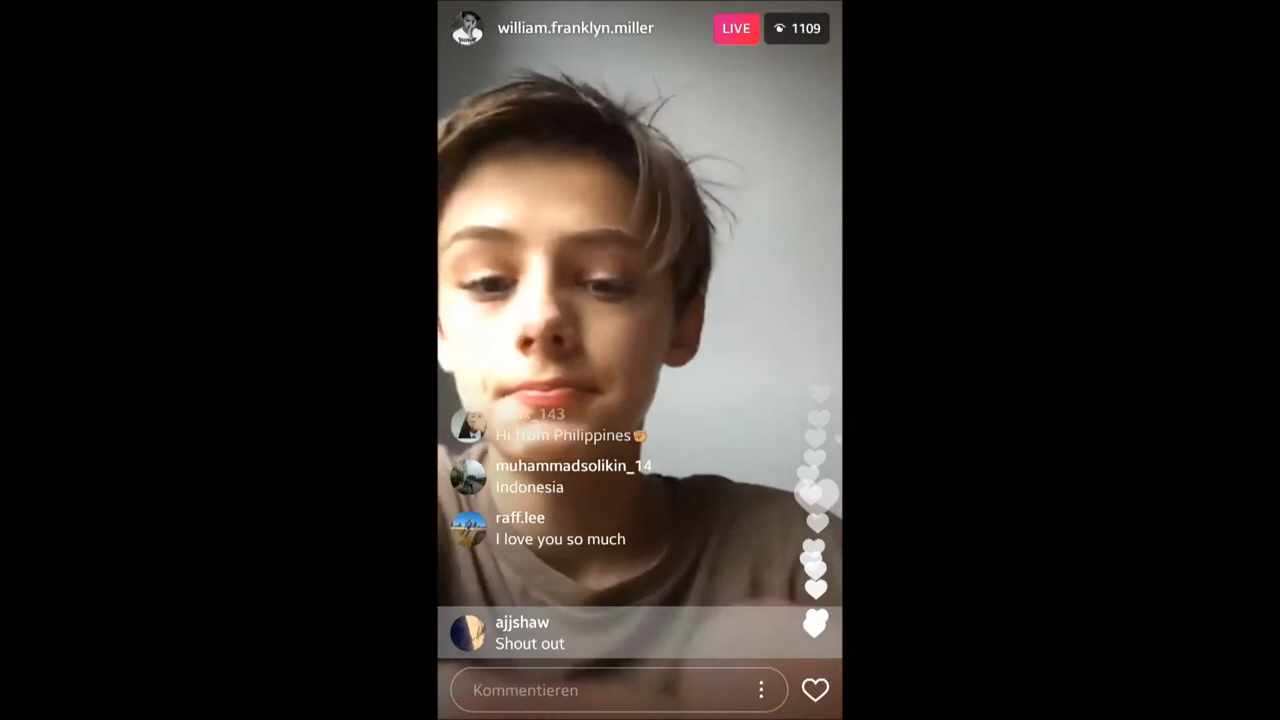 william.franklyn.miller
LIVE
1109
Hi from Philippines
muhammadsolikin_14
Indonesia
raff.lee
I love you so much
ajjshaw
Shout out
Kommentieren